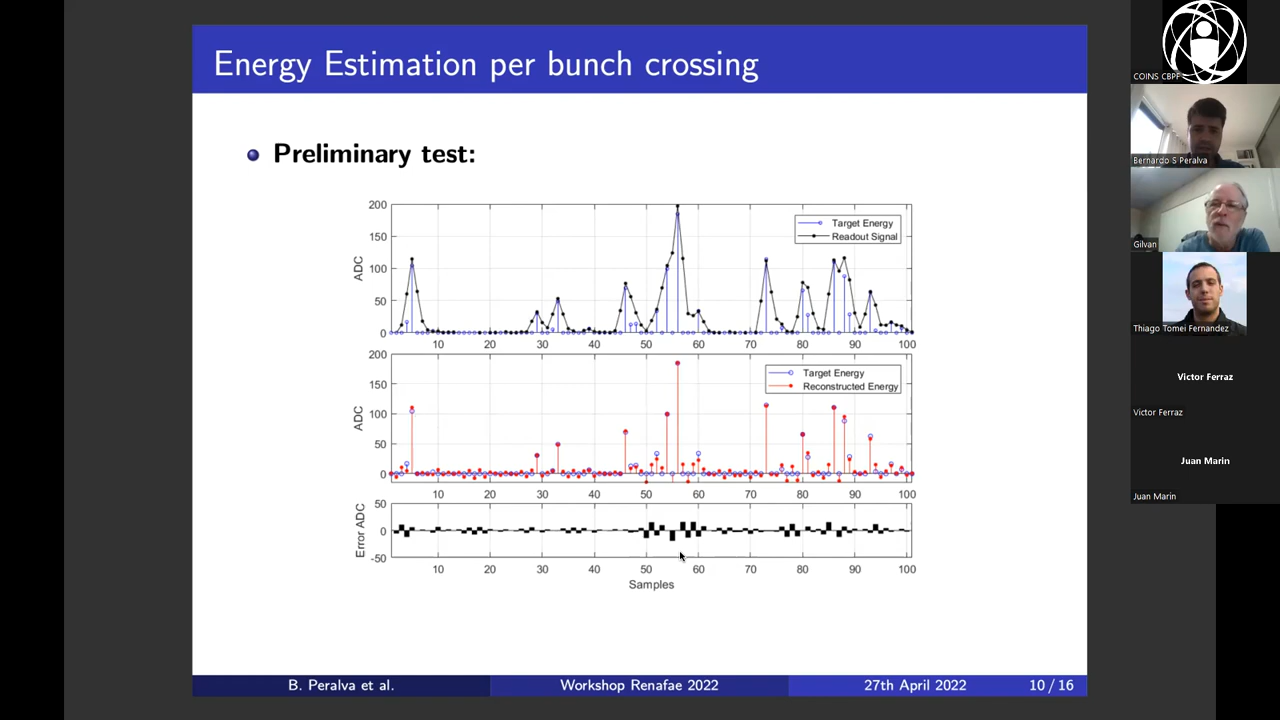 Energy Estimation per bunch crossing
Preliminary test:
200
150
100
50
0
ADC
Target Energy
Readout Signal
10 20 30 40 50 60 70 80 90 100
200
150
100
50
0
ADC
Target Energy
Reconstructed Energy
10 20 30 40 50 60 70 80 90 100
50
0
-50
Error ADC
10 20 30 40 50 60 70 80 90 100
Samples
B. Peralva et al.
Workshop Renafae 2022
27th April 2022
10 / 16
COINS CBPF
Bernardo S Peralva
Gilvan
Thiago Tomei Fernandez
Victor Ferraz
Victor Ferraz
Juan Marin
Juan Marin